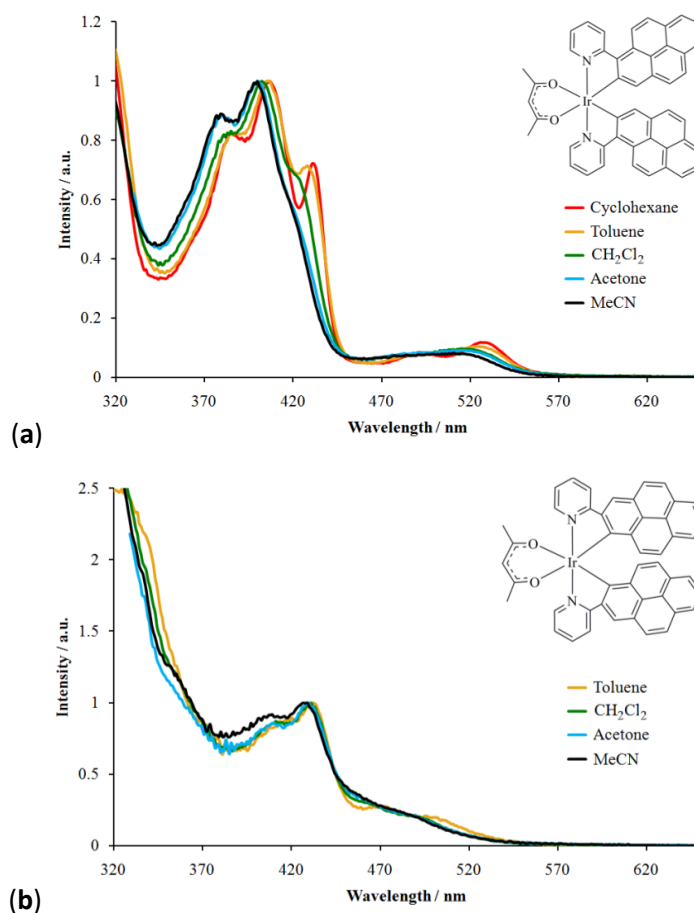 1.2
1
0.8
0.6
0.4
0.2
0
Intensity / a.u.
320 370 420 470 520 570 620
Wavelength / nm
N
O
Ir
O
N
Cyclohexane
Toluene
CH₂Cl₂
Acetone
MeCN
(a)
2.5
2
1.5
1
0.5
0
Intensity / a.u.
320 370 420 470 520 570 620
Wavelength / nm
N
O
Ir
O
N
Toluene
CH₂Cl₂
Acetone
MeCN
(b)